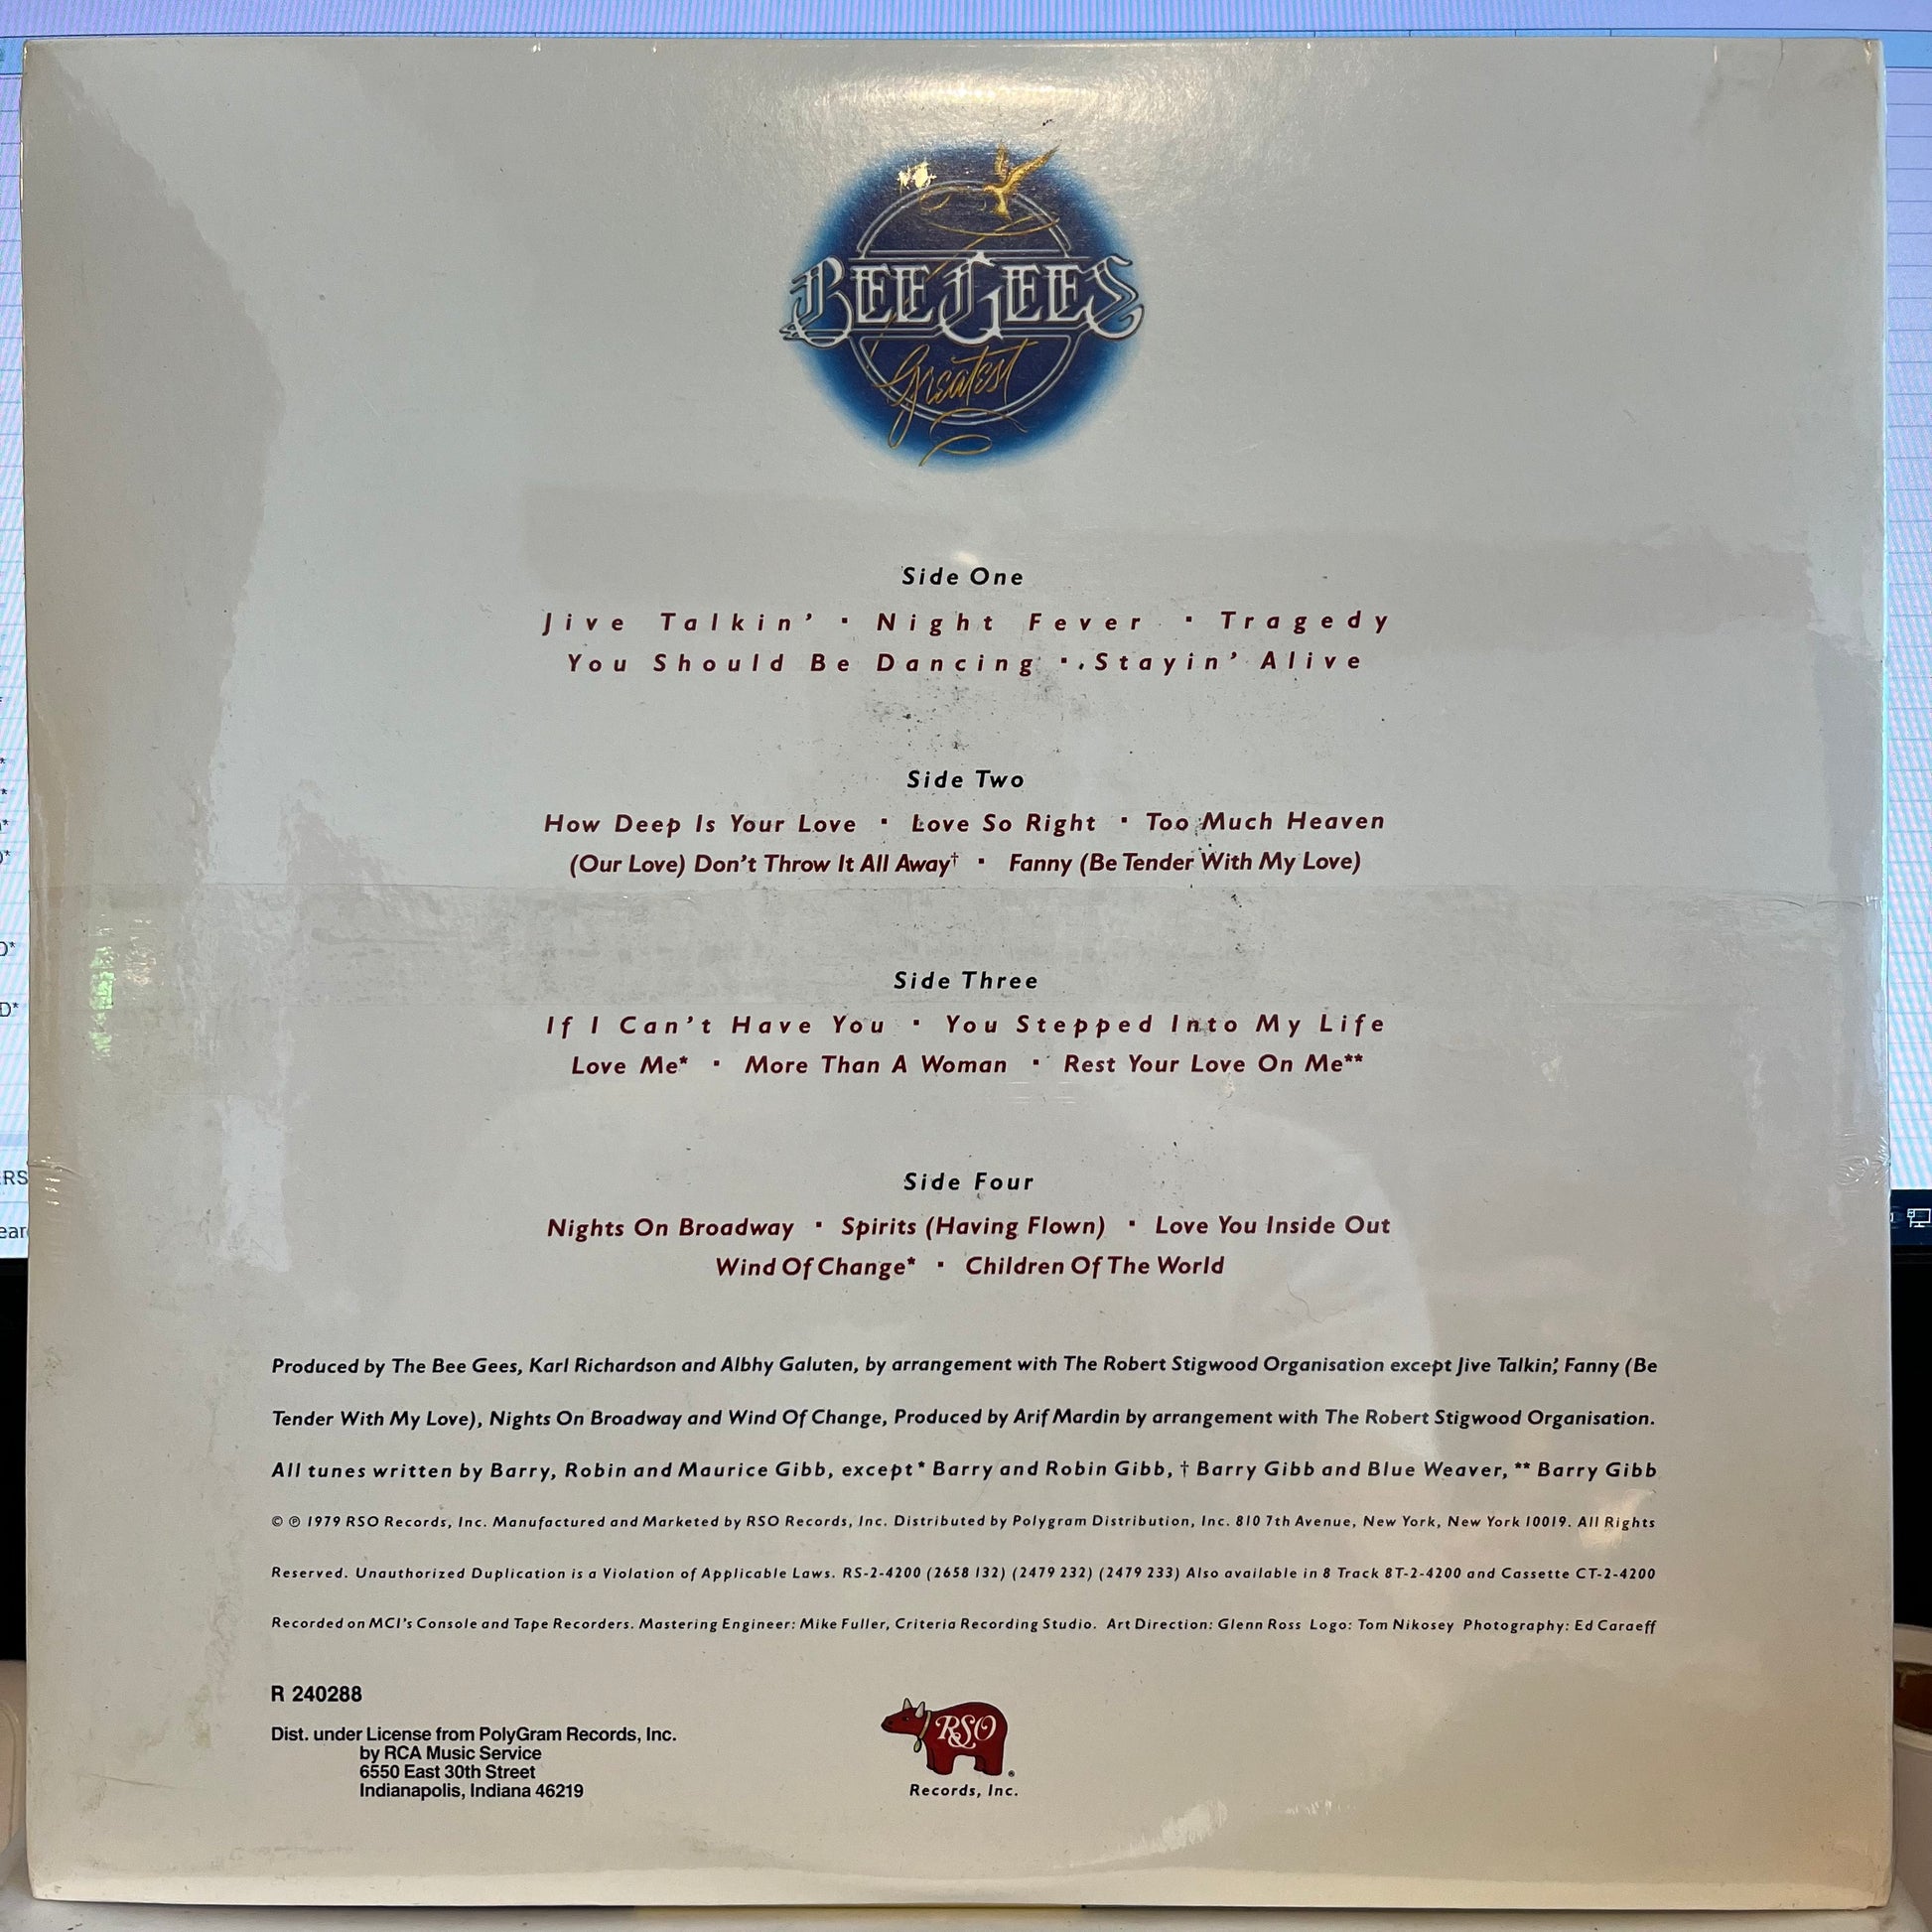 BEE GEES
Greatest
Side One
Jive Talkin' ▪ Night Fever ▪ Tragedy
You Should Be Dancing ▪ Stayin' Alive
Side Two
How Deep Is Your Love ▪ Love So Right ▪ Too Much Heaven
(Our Love) Don't Throw It All Away† ▪ Fanny (Be Tender With My Love)
Side Three
If I Can't Have You ▪ You Stepped Into My Life
Love Me* ▪ More Than A Woman ▪ Rest Your Love On Me**
Side Four
Nights On Broadway ▪ Spirits (Having Flown) ▪ Love You Inside Out
Wind Of Change* ▪ Children Of The World
Produced by The Bee Gees, Karl Richardson and Albhy Galuten, by arrangement with The Robert Stigwood Organisation except Jive Talkin', Fanny (Be
Tender With My Love), Nights On Broadway and Wind Of Change, Produced by Arif Mardin by arrangement with The Robert Stigwood Organisation.
All tunes written by Barry, Robin and Maurice Gibb, except * Barry and Robin Gibb, † Barry Gibb and Blue Weaver, ** Barry Gibb
© ℗ 1979 RSO Records, Inc. Manufactured and Marketed by RSO Records, Inc. Distributed by Polygram Distribution, Inc. 810 7th Avenue, New York, New York 10019. All Rights
Reserved. Unauthorized Duplication is a Violation of Applicable Laws. RS-2-4200 (2658 132) (2479 232) (2479 233) Also available in 8 Track 8T-2-4200 and Cassette CT-2-4200
Recorded on MCI's Console and Tape Recorders. Mastering Engineer: Mike Fuller, Criteria Recording Studio. Art Direction: Glenn Ross Logo: Tom Nikosey Photography: Ed Caraeff
R 240288
Dist. under License from PolyGram Records, Inc.
by RCA Music Service
6550 East 30th Street
Indianapolis, Indiana 46219
RSO
®
Records, Inc.